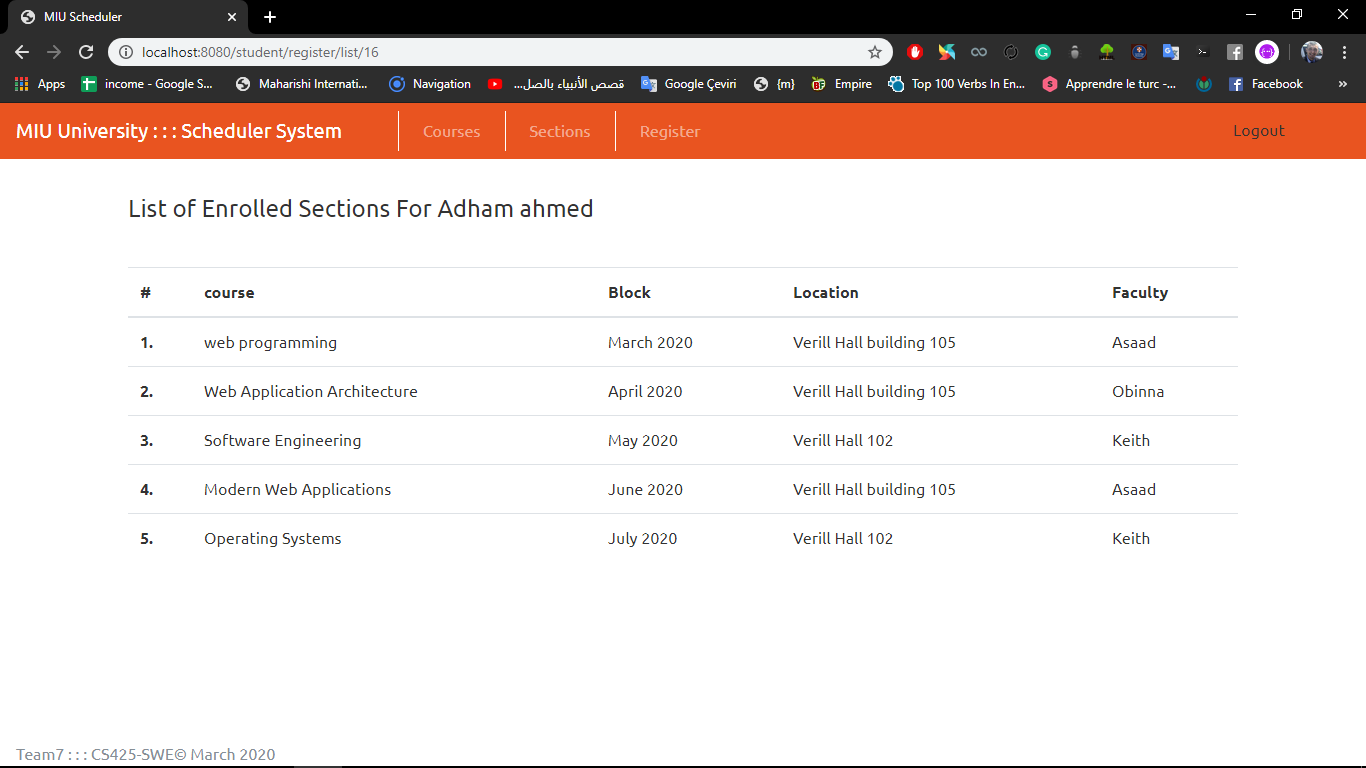 MIU Scheduler
localhost:8080/student/register/list/16
Apps income - Google S... Maharishi Internati... Navigation قصص الأنبياء بالصل... Google Çeviri {m} Empire Top 100 Verbs In En... Apprendre le turc -... Facebook »
MIU University : : : Scheduler System Courses Sections Register Logout
List of Enrolled Sections For Adham ahmed
# course Block Location Faculty
1. web programming March 2020 Verill Hall building 105 Asaad
2. Web Application Architecture April 2020 Verill Hall building 105 Obinna
3. Software Engineering May 2020 Verill Hall 102 Keith
4. Modern Web Applications June 2020 Verill Hall building 105 Asaad
5. Operating Systems July 2020 Verill Hall 102 Keith
Team7 : : : CS425-SWE© March 2020